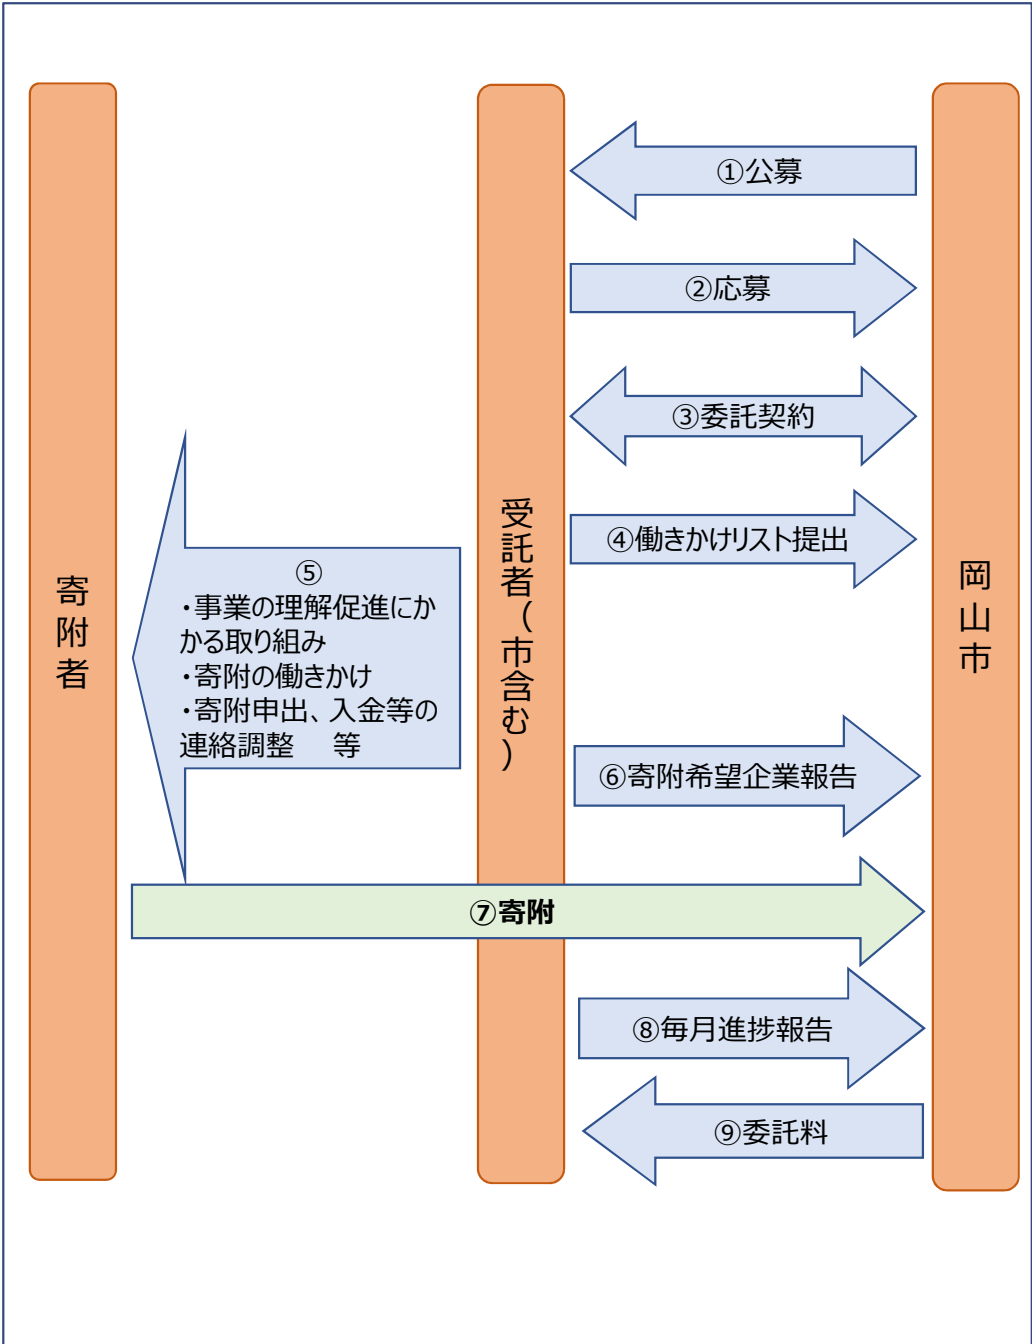 ①公募
②応募
③委託契約
④働きかけリスト提出
寄附者
受託者（市含む）
岡山市
⑤
・事業の理解促進にか
かる取り組み
・寄附の働きかけ
・寄附申出、入金等の
連絡調整　等
⑥寄附希望企業報告
⑦寄附
⑧毎月進捗報告
⑨委託料